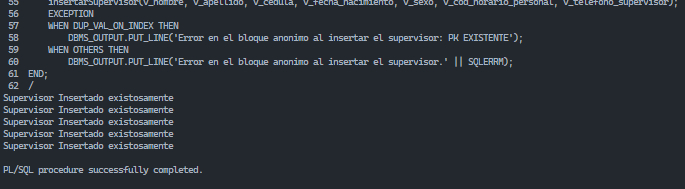 55      insertarSupervisor(v_nombre, v_apellido, v_cedula, v_fecha_nacimiento, v_sexo, v_cod_horario_personal, v_telefono_supervisor);
56      EXCEPTION
57      WHEN DUP_VAL_ON_INDEX THEN
58          DBMS_OUTPUT.PUT_LINE('Error en el bloque anonimo al insertar el supervisor: PK EXISTENTE');
59      WHEN OTHERS THEN
60          DBMS_OUTPUT.PUT_LINE('Error en el bloque anonimo al insertar el supervisor.' || SQLERRM);
61  END;
62  /
Supervisor Insertado existosamente
Supervisor Insertado existosamente
Supervisor Insertado existosamente
Supervisor Insertado existosamente
Supervisor Insertado existosamente
PL/SQL procedure successfully completed.